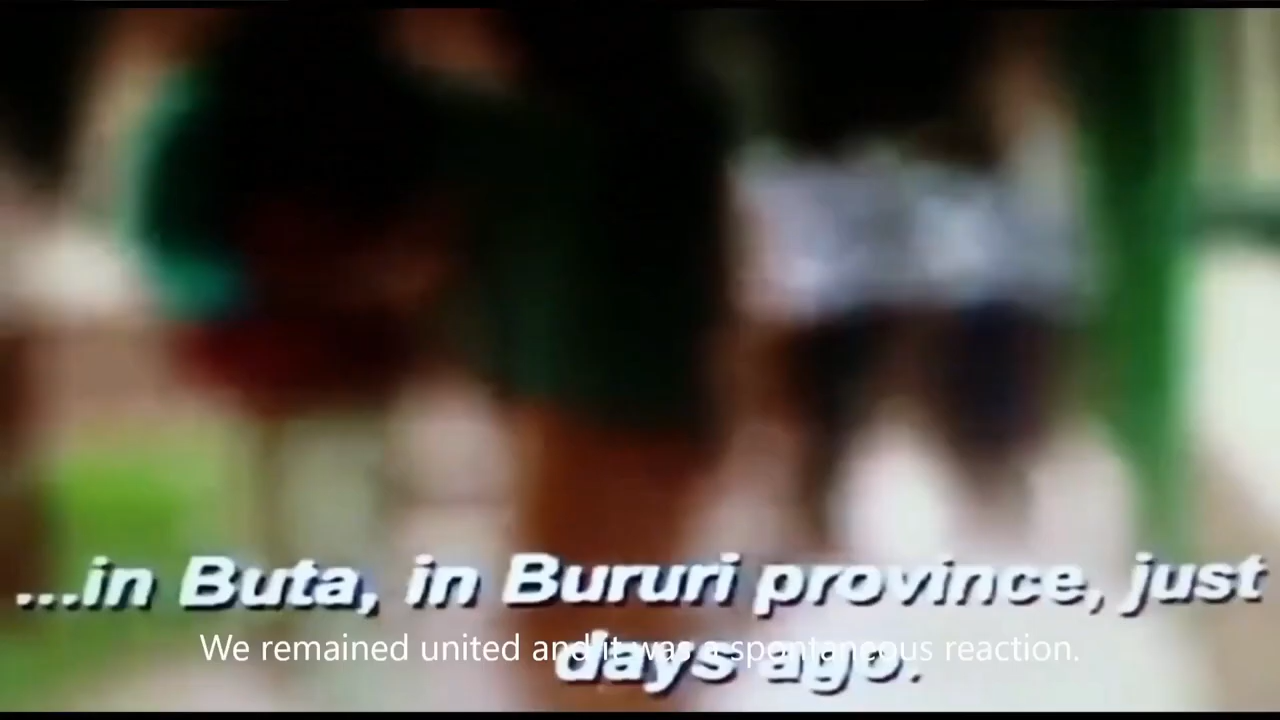 ...in Buta, in Bururi province, just
days ago.
We remained united and it was a spontaneous reaction.